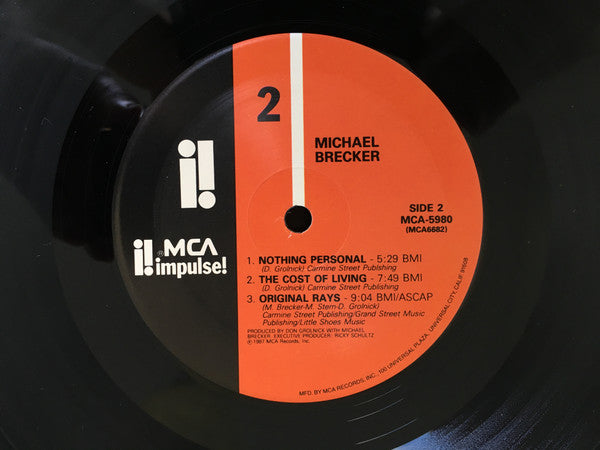 2
MICHAEL
BRECKER
i!
SIDE 2
MCA-5980
(MCA6682)
i! ®MCA
impulse!
1. NOTHING PERSONAL - 5:29 BMI
(D. Grolnick) Carmine Street Publshing
2. THE COST OF LIVING - 7:49 BMI
(D. Grolnick) Carmine Street Publishing
3. ORIGINAL RAYS - 9:04 BMI/ASCAP
(M. Brecker-M. Stern-D. Grolnick)
Carmine Street Publishing/Grand Street Music
Publishing/Little Shoes Music
PRODUCED BY DON GROLNICK WITH MICHAEL
BRECKER. EXECUTIVE PRODUCER: RICKY SCHULTZ
℗1987 MCA Records, Inc.
MFD. BY MCA RECORDS, INC · 100 UNIVERSAL PLAZA, UNIVERSAL CITY, CALIF. 91608